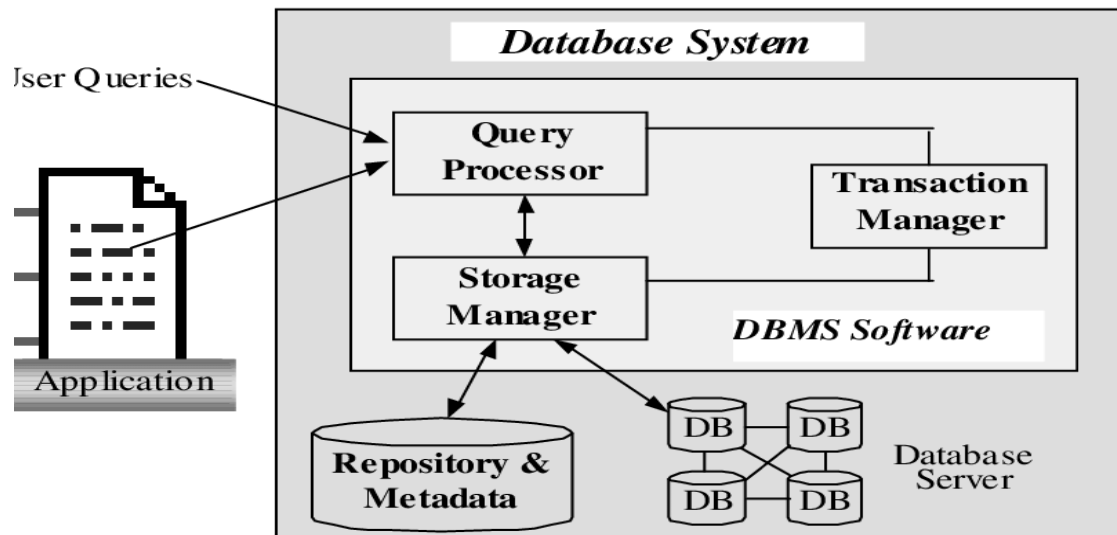 Database System
User Queries
Query
Processor
Transaction
Manager
Storage
Manager
DBMS Software
Application
Repository &
Metadata
DB
DB
DB
DB
Database
Server